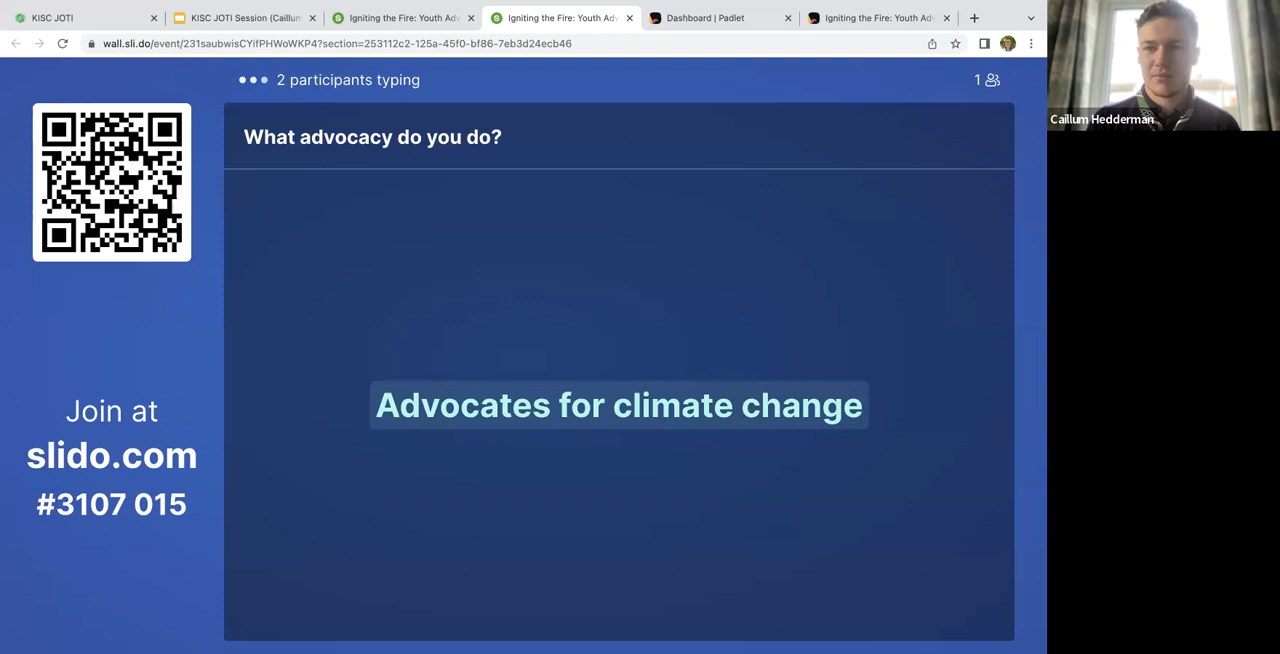 KISC JOTI
KISC JOTI Session (Caillun
Igniting the Fire: Youth Adv
Igniting the Fire: Youth Adv
Dashboard | Padlet
Igniting the Fire: Youth Adv
wall.sli.do/event/231saubwisCYifPHWoWKP4?section=253112c2-125a-45f0-bf86-7eb3d24ecb46
2 participants typing
1
What advocacy do you do?
Advocates for climate change
Join at
slido.com
#3107 015
Caillum Hedderman